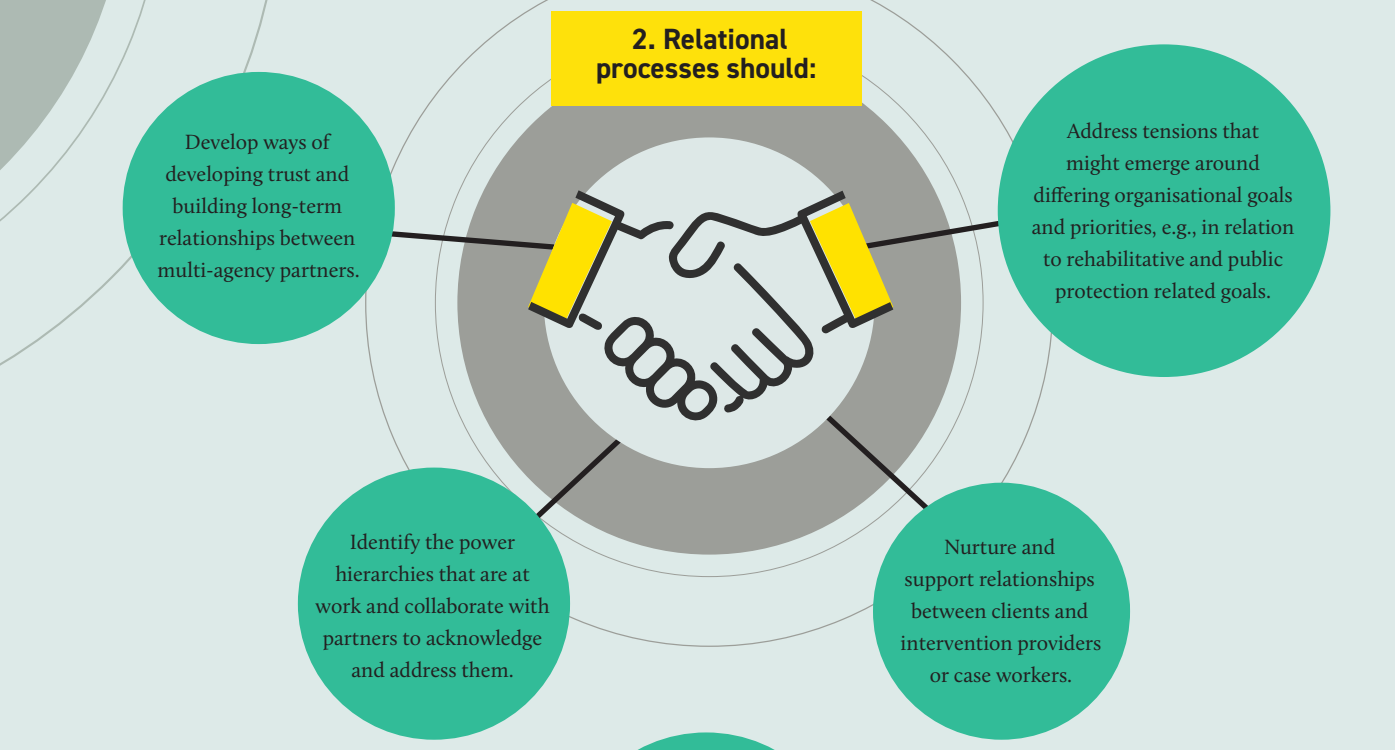 2. Relational
processes should:
Develop ways of
developing trust and
building long-term
relationships between
multi-agency partners.
Address tensions that
might emerge around
differing organisational goals
and priorities, e.g., in relation
to rehabilitative and public
protection related goals.
Identify the power
hierarchies that are at
work and collaborate with
partners to acknowledge
and address them.
Nurture and
support relationships
between clients and
intervention providers
or case workers.